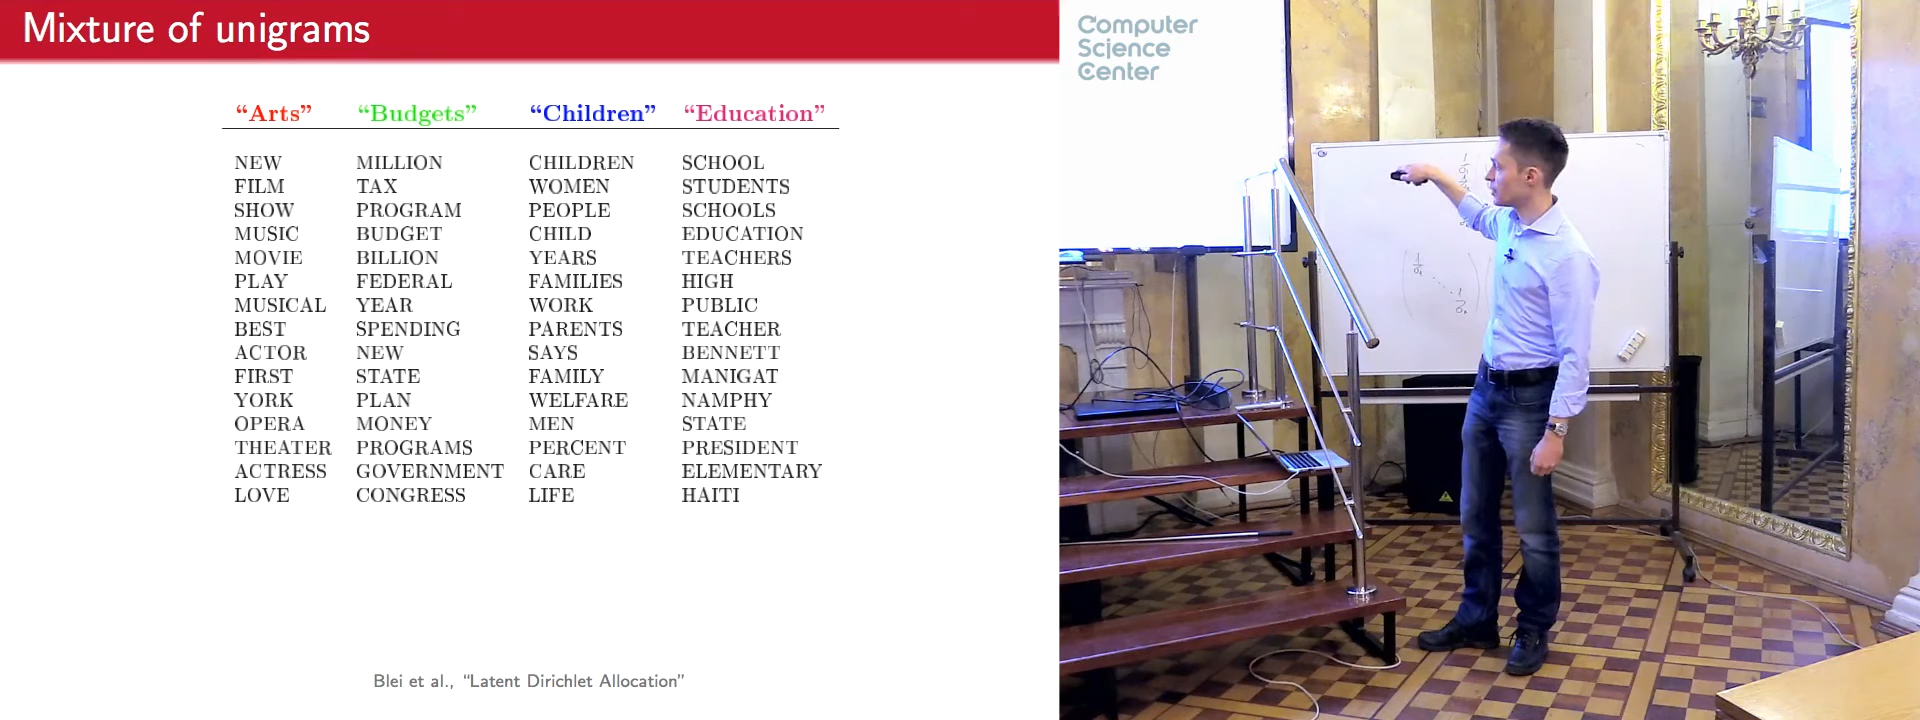 Mixture of unigrams
“Arts” “Budgets” “Children” “Education”
NEW MILLION CHILDREN SCHOOL
FILM TAX WOMEN STUDENTS
SHOW PROGRAM PEOPLE SCHOOLS
MUSIC BUDGET CHILD EDUCATION
MOVIE BILLION YEARS TEACHERS
PLAY FEDERAL FAMILIES HIGH
MUSICAL YEAR WORK PUBLIC
BEST SPENDING PARENTS TEACHER
ACTOR NEW SAYS BENNETT
FIRST STATE FAMILY MANIGAT
YORK PLAN WELFARE NAMPHY
OPERA MONEY MEN STATE
THEATER PROGRAMS PERCENT PRESIDENT
ACTRESS GOVERNMENT CARE ELEMENTARY
LOVE CONGRESS LIFE HAITI
Blei et al., “Latent Dirichlet Allocation”
Computer
Science
Center